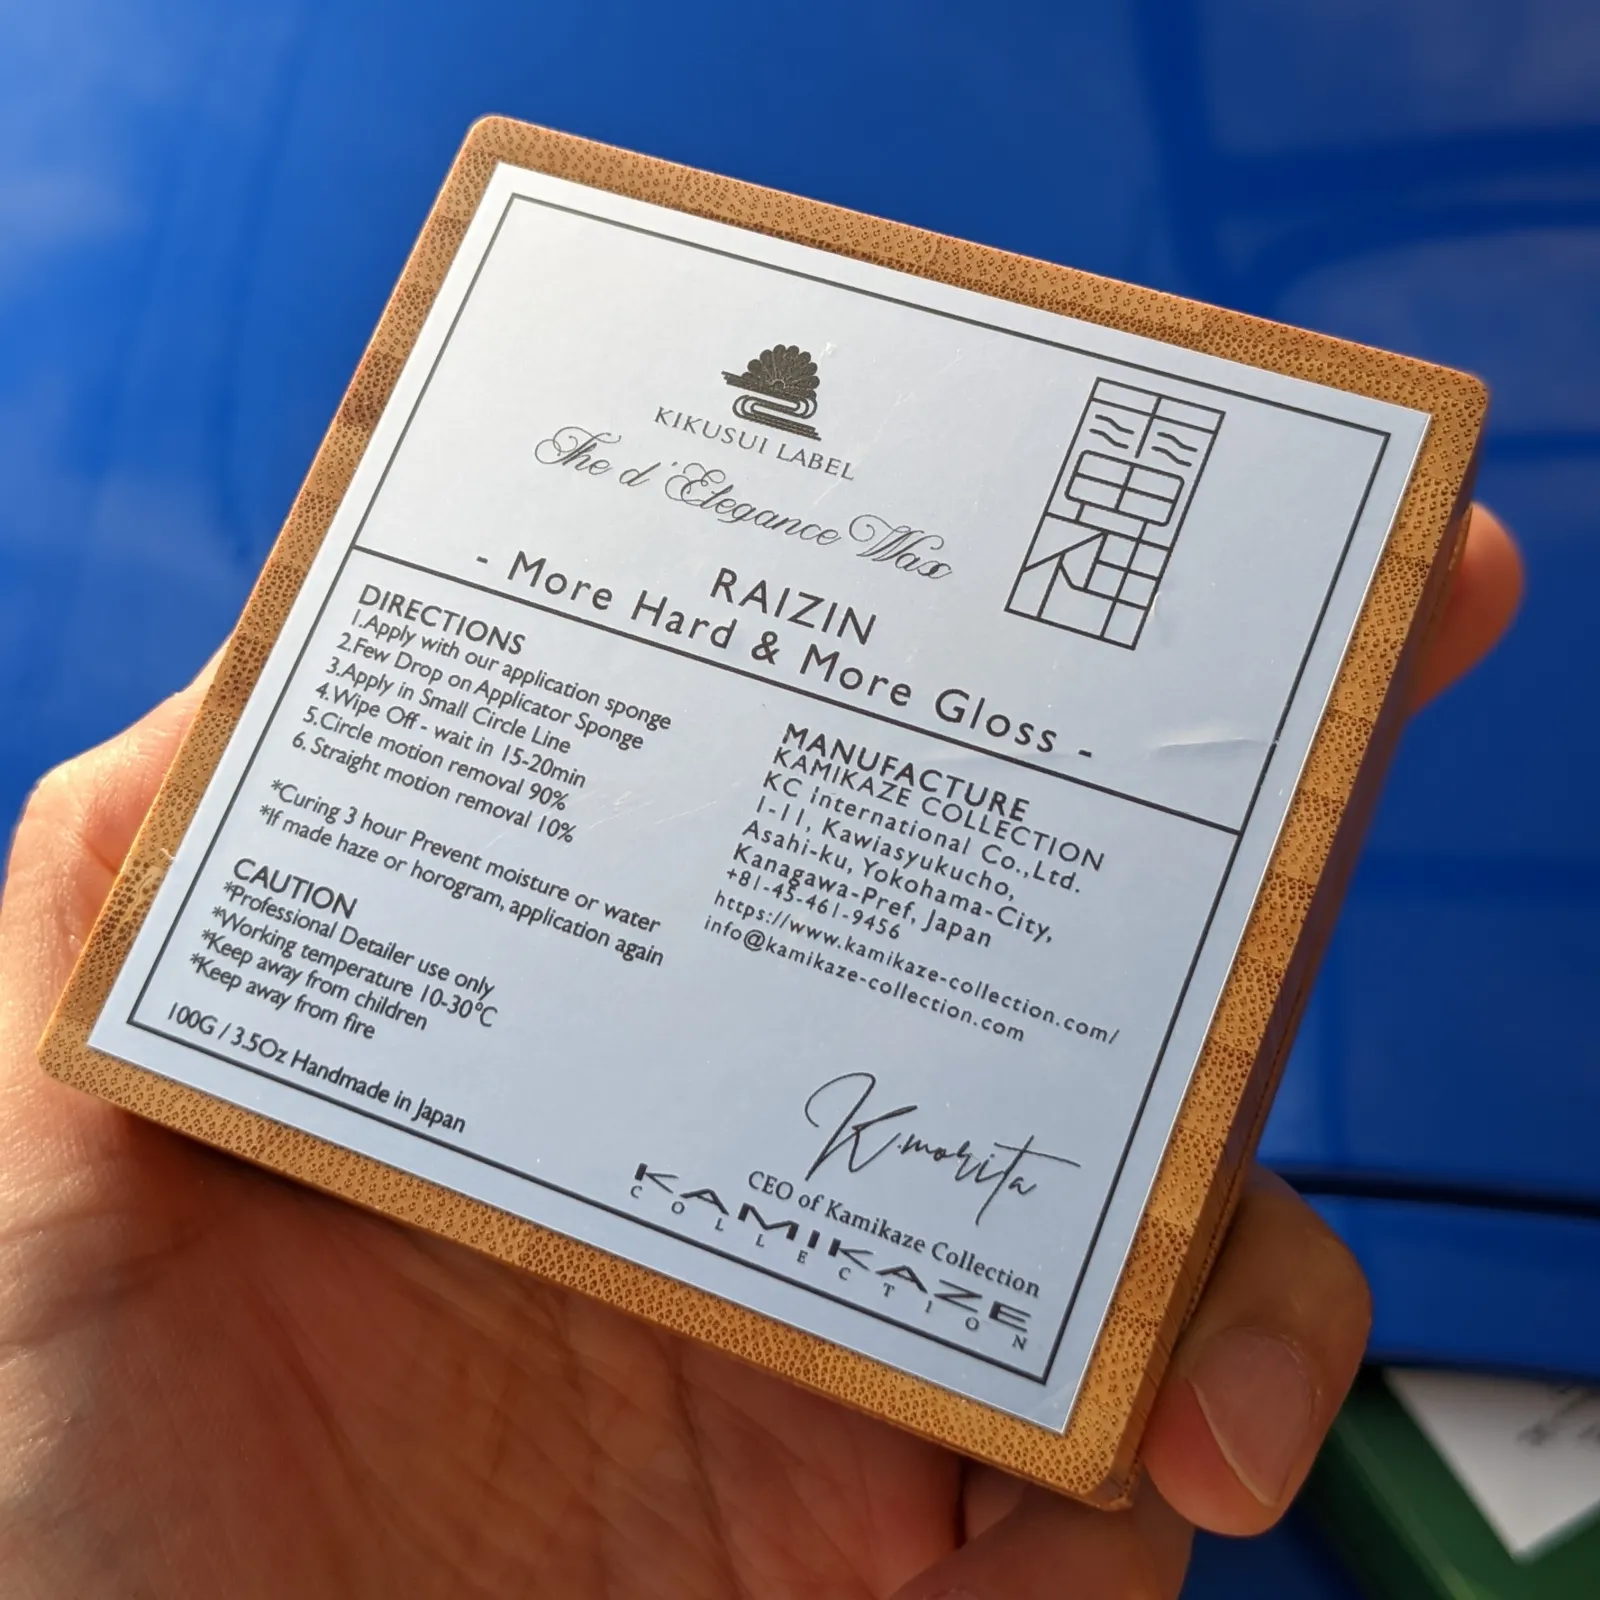 KIKUSUI LABEL
The d'Elegance Wax
RAIZIN
- More Hard & More Gloss -
雷神
DIRECTIONS
1.Apply with our application sponge
2.Few Drop on Applicator Sponge
3.Apply in Small Circle Line
4.Wipe Off - wait in 15-20min
5.Circle motion removal 90%
6. Straight motion removal 10%
*Curing 3 hour Prevent moisture or water
*If made haze or horogram, application again
CAUTION
*Professional Detailer use only
*Working temperature 10-30°C
*Keep away from children
*Keep away from fire
100G / 3.5Oz Handmade in Japan
MANUFACTURE
KAMIKAZE COLLECTION
KC International Co.,Ltd.
1-11, Kawiasyukucho,
Asahi-ku, Yokohama-City,
Kanagawa-Pref, Japan
+81-45-461-9456
https://www.kamikaze-collection.com/
info@kamikaze-collection.com
K.morita
CEO of Kamikaze Collection
KAMIKAZE
COLLECTION